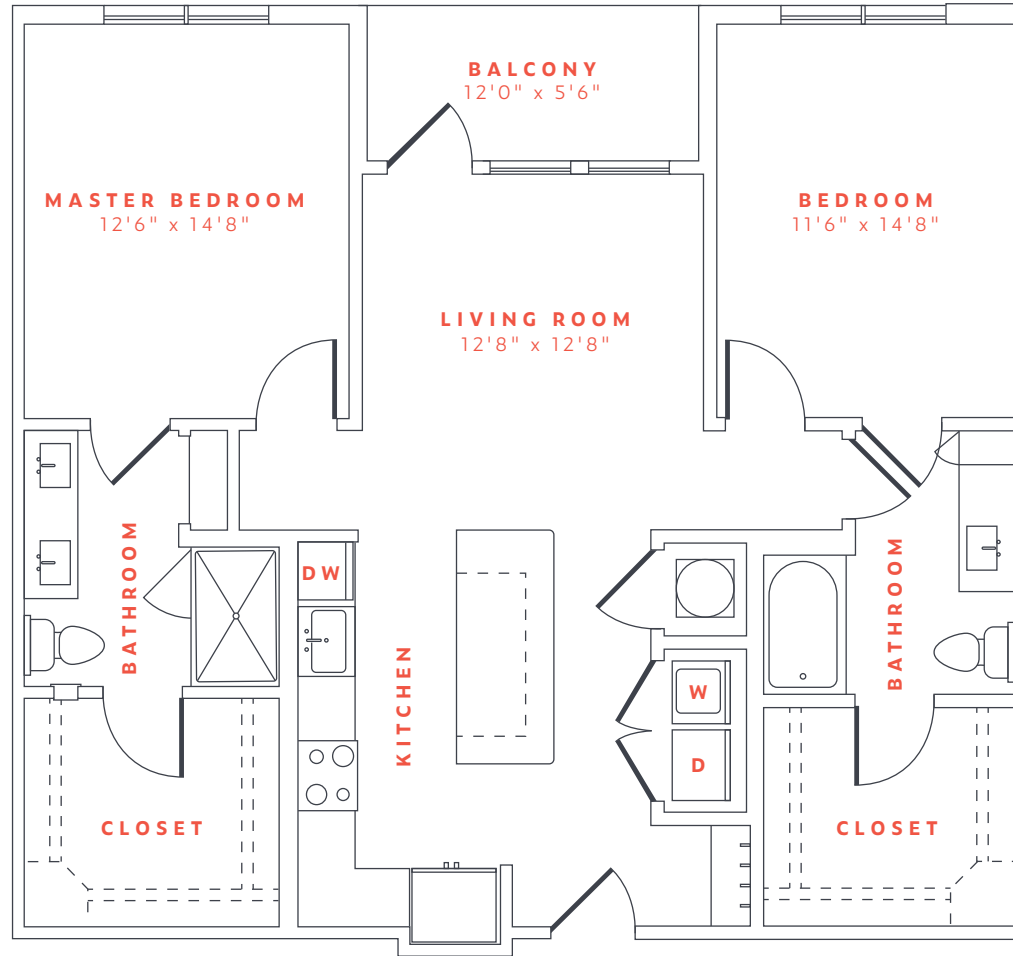 BALCONY
12'0" x 5'6"
MASTER BEDROOM
12'6" x 14'8"
BEDROOM
11'6" x 14'8"
LIVING ROOM
12'8" x 12'8"
DW
BATHROOM
KITCHEN
W
D
BATHROOM
CLOSET
CLOSET